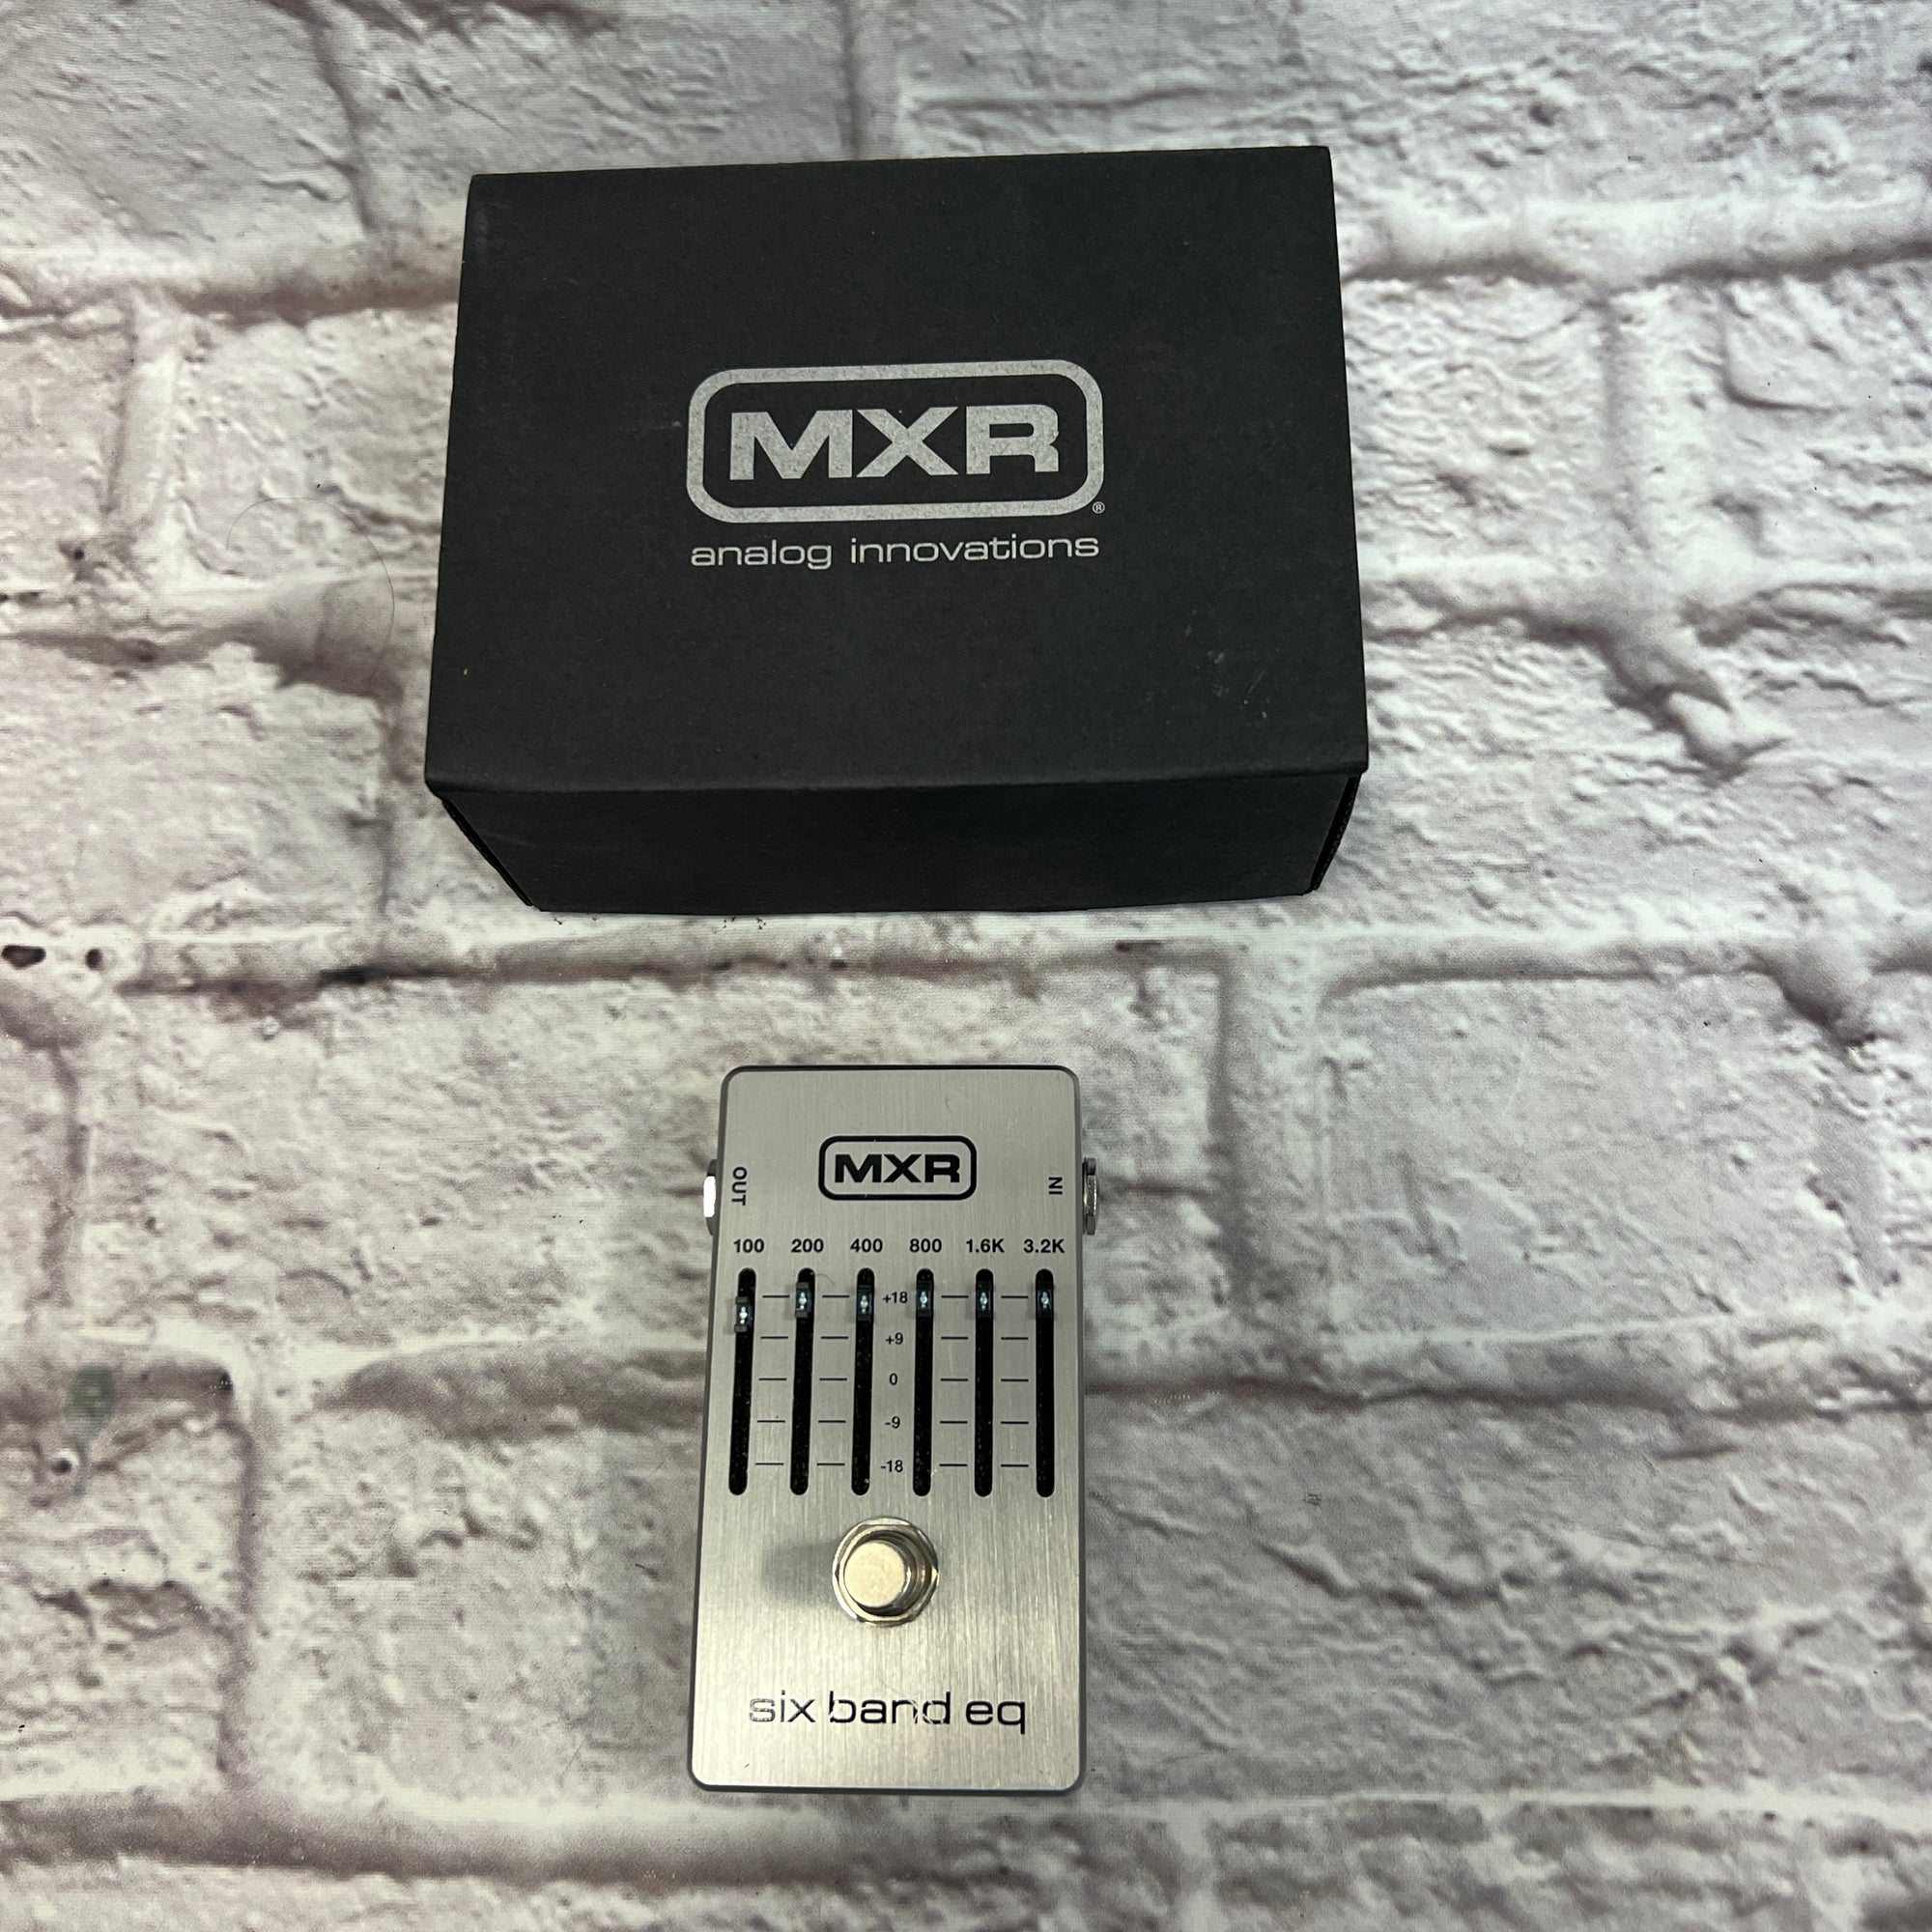 MXR®
analog innovations
MXR
OUT
IN
100 200 400 800 1.6K 3.2K
+18
+9
0
-9
-18
six band eq